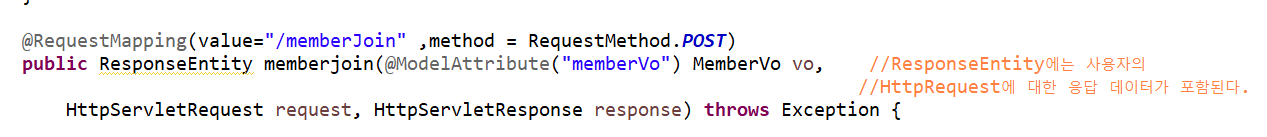 @RequestMapping(value="/memberJoin" ,method = RequestMethod.POST)
public ResponseEntity memberjoin(@ModelAttribute("memberVo") MemberVo vo,    //ResponseEntity에는 사용자의
//HttpRequest에 대한 응답 데이터가 포함된다.
HttpServletRequest request, HttpServletResponse response) throws Exception {